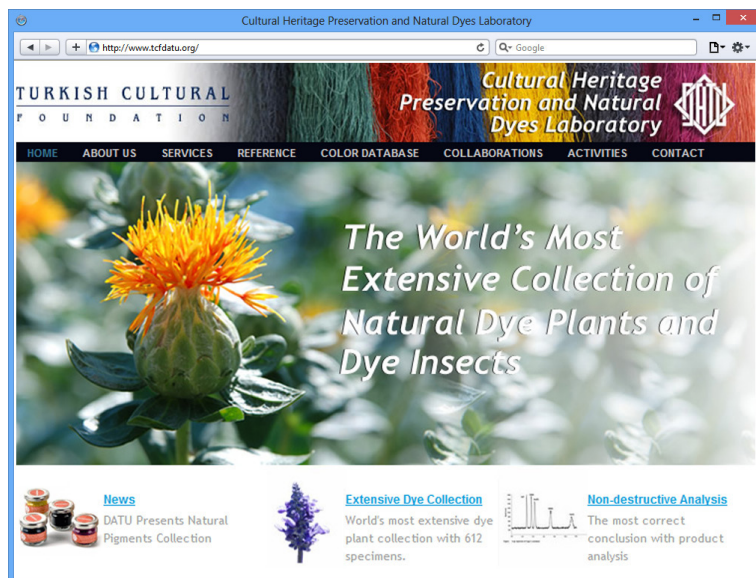 Cultural Heritage Preservation and Natural Dyes Laboratory
http://www.tcfdatu.org/
Google
TURKISH CULTURAL
FOUNDATION
Cultural Heritage
Preservation and Natural
Dyes Laboratory
HOME ABOUT US SERVICES REFERENCE COLOR DATABASE COLLABORATIONS ACTIVITIES CONTACT
The World's Most
Extensive Collection of
Natural Dye Plants and
Dye Insects
News
DATU Presents Natural
Pigments Collection
Extensive Dye Collection
World's most extensive dye
plant collection with 612
specimens.
Non-destructive Analysis
The most correct
conclusion with product
analysis